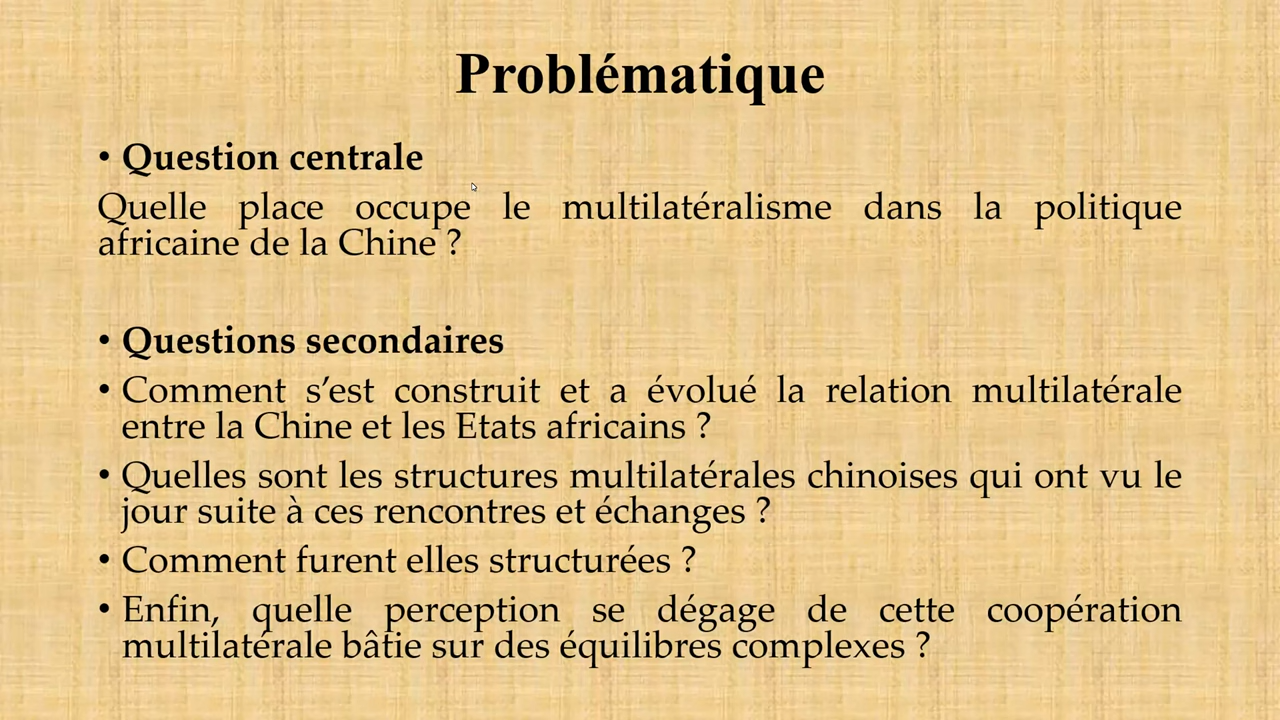 Problématique
• Question centrale
Quelle place occupe le multilatéralisme dans la politique
africaine de la Chine ?
• Questions secondaires
• Comment s’est construit et a évolué la relation multilatérale
entre la Chine et les Etats africains ?
• Quelles sont les structures multilatérales chinoises qui ont vu le
jour suite à ces rencontres et échanges ?
• Comment furent elles structurées ?
• Enfin, quelle perception se dégage de cette coopération
multilatérale bâtie sur des équilibres complexes ?